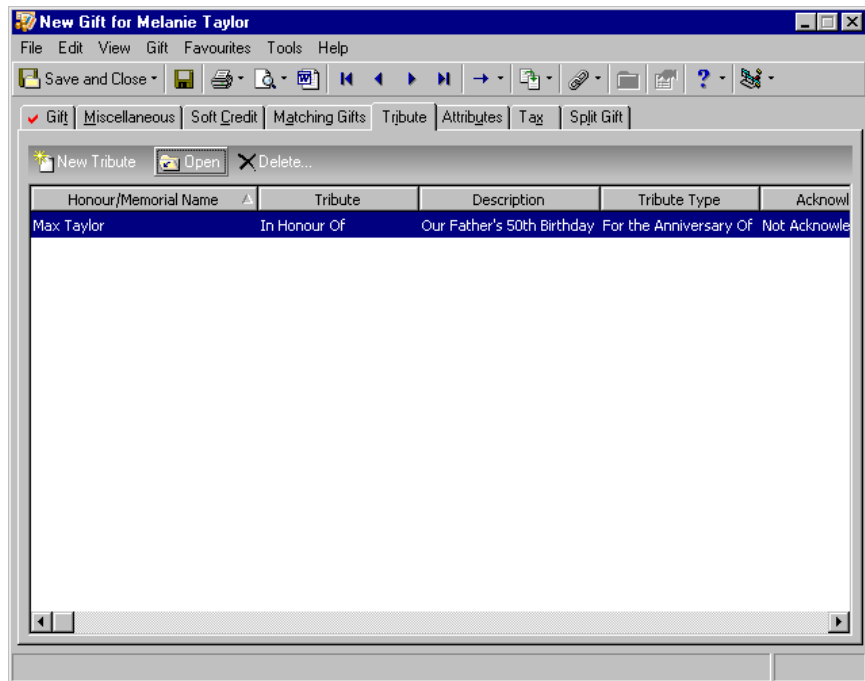 New Gift for Melanie Taylor
File Edit View Gift Favourites Tools Help
Save and Close
Gift Miscellaneous Soft Credit Matching Gifts Tribute Attributes Tax Split Gift
New Tribute Open Delete...
Honour/Memorial Name Tribute Description Tribute Type Acknowl
Max Taylor In Honour Of Our Father's 50th Birthday For the Anniversary Of Not Acknowle